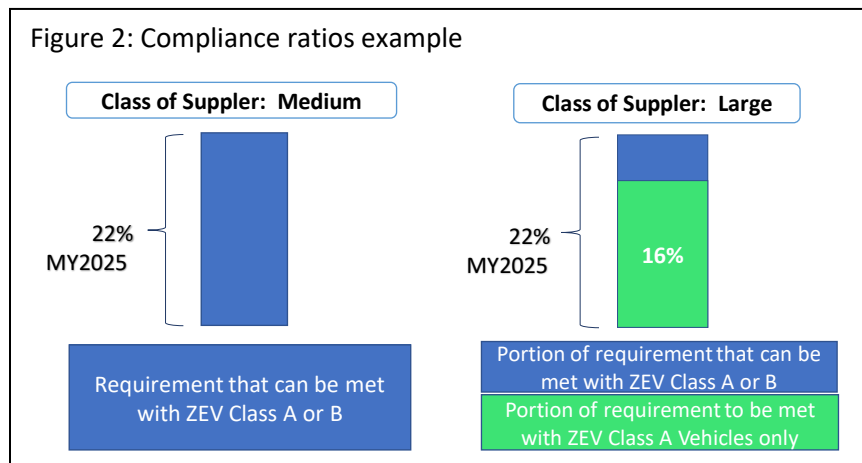 Figure 2: Compliance ratios example
Class of Suppler: Medium
22%
MY2025
Requirement that can be met
with ZEV Class A or B
Class of Suppler: Large
22%
MY2025
16%
Portion of requirement that can be
met with ZEV Class A or B
Portion of requirement to be met
with ZEV Class A Vehicles only